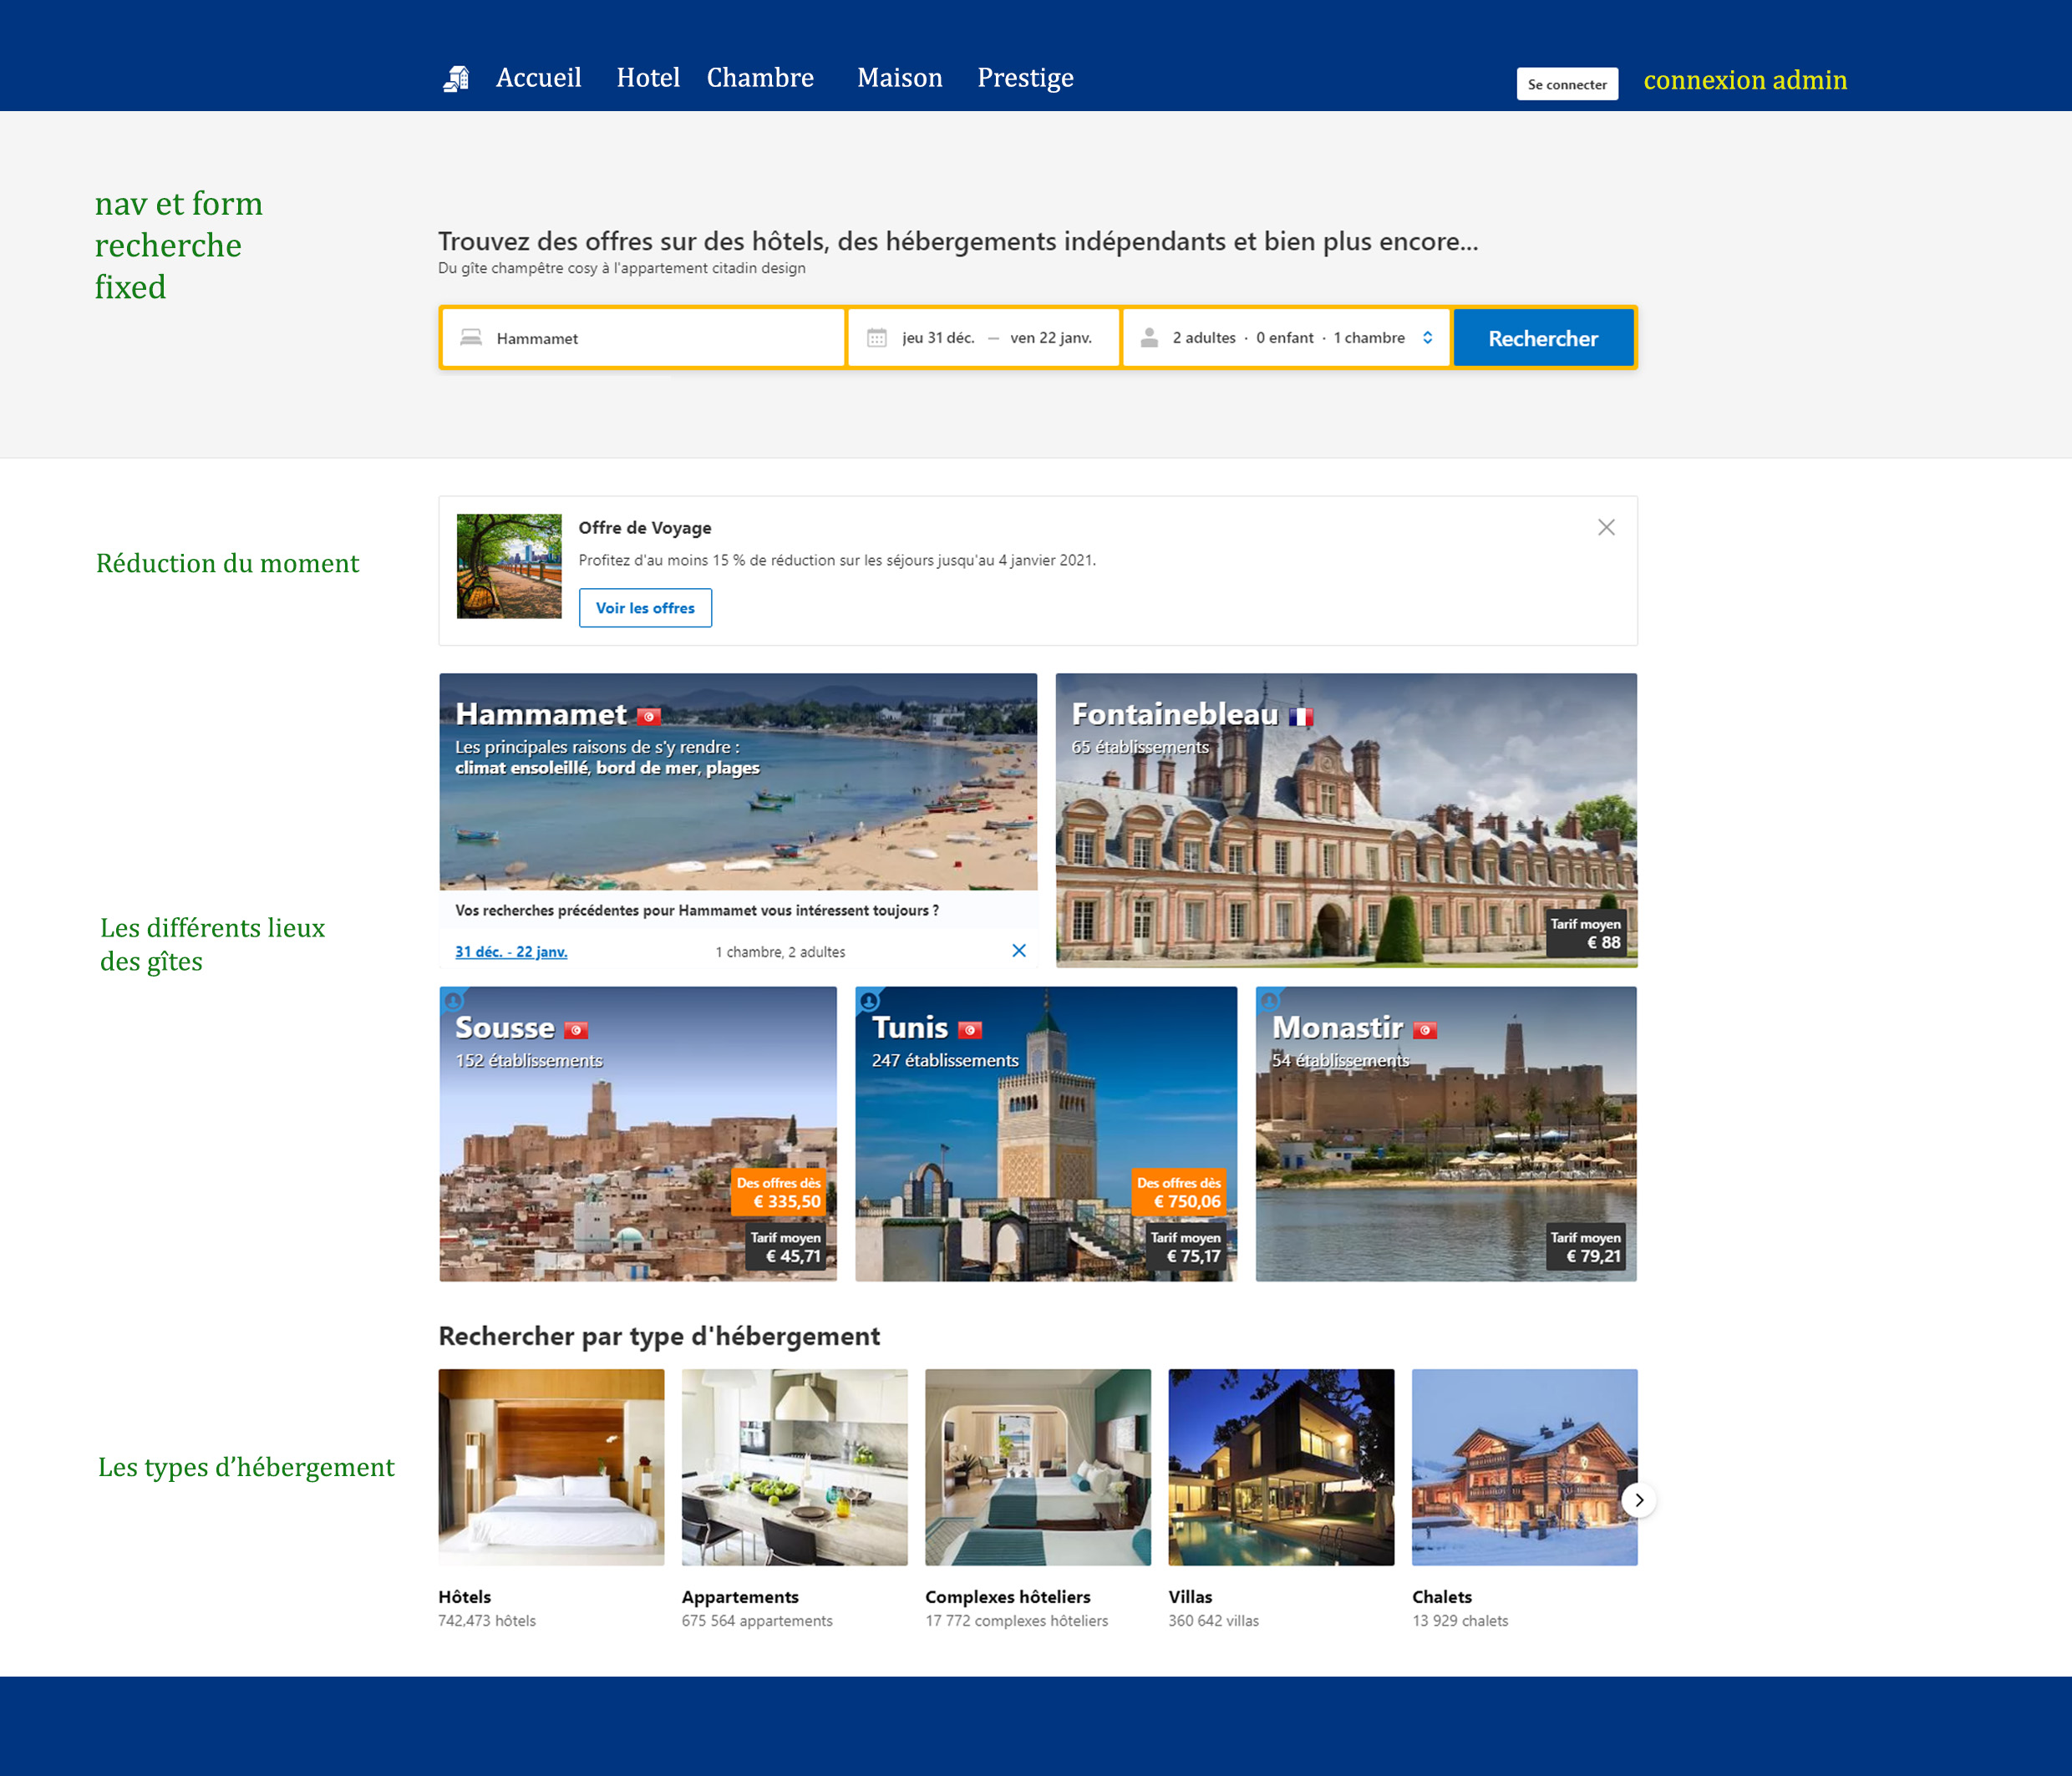 Accueil Hotel Chambre Maison Prestige Se connecter connexion admin
nav et form
recherche
fixed
Trouvez des offres sur des hôtels, des hébergements indépendants et bien plus encore...
Du gîte champêtre cosy à l'appartement citadin design
Hammamet jeu 31 déc. — ven 22 janv. 2 adultes · 0 enfant · 1 chambre Rechercher
Réduction du moment
Offre de Voyage
Profitez d'au moins 15 % de réduction sur les séjours jusqu'au 4 janvier 2021.
Voir les offres
Les différents lieux
des gîtes
Hammamet
Les principales raisons de s'y rendre :
climat ensoleillé, bord de mer, plages
Vos recherches précédentes pour Hammamet vous intéressent toujours ?
31 déc. - 22 janv. 1 chambre, 2 adultes
Fontainebleau
65 établissements
Tarif moyen
€ 88
Sousse
152 établissements
Des offres dès
€ 335,50
Tarif moyen
€ 45,71
Tunis
247 établissements
Des offres dès
€ 750,06
Tarif moyen
€ 75,17
Monastir
54 établissements
Tarif moyen
€ 79,21
Rechercher par type d'hébergement
Les types d’hébergement
Hôtels
742,473 hôtels
Appartements
675 564 appartements
Complexes hôteliers
17 772 complexes hôteliers
Villas
360 642 villas
Chalets
13 929 chalets